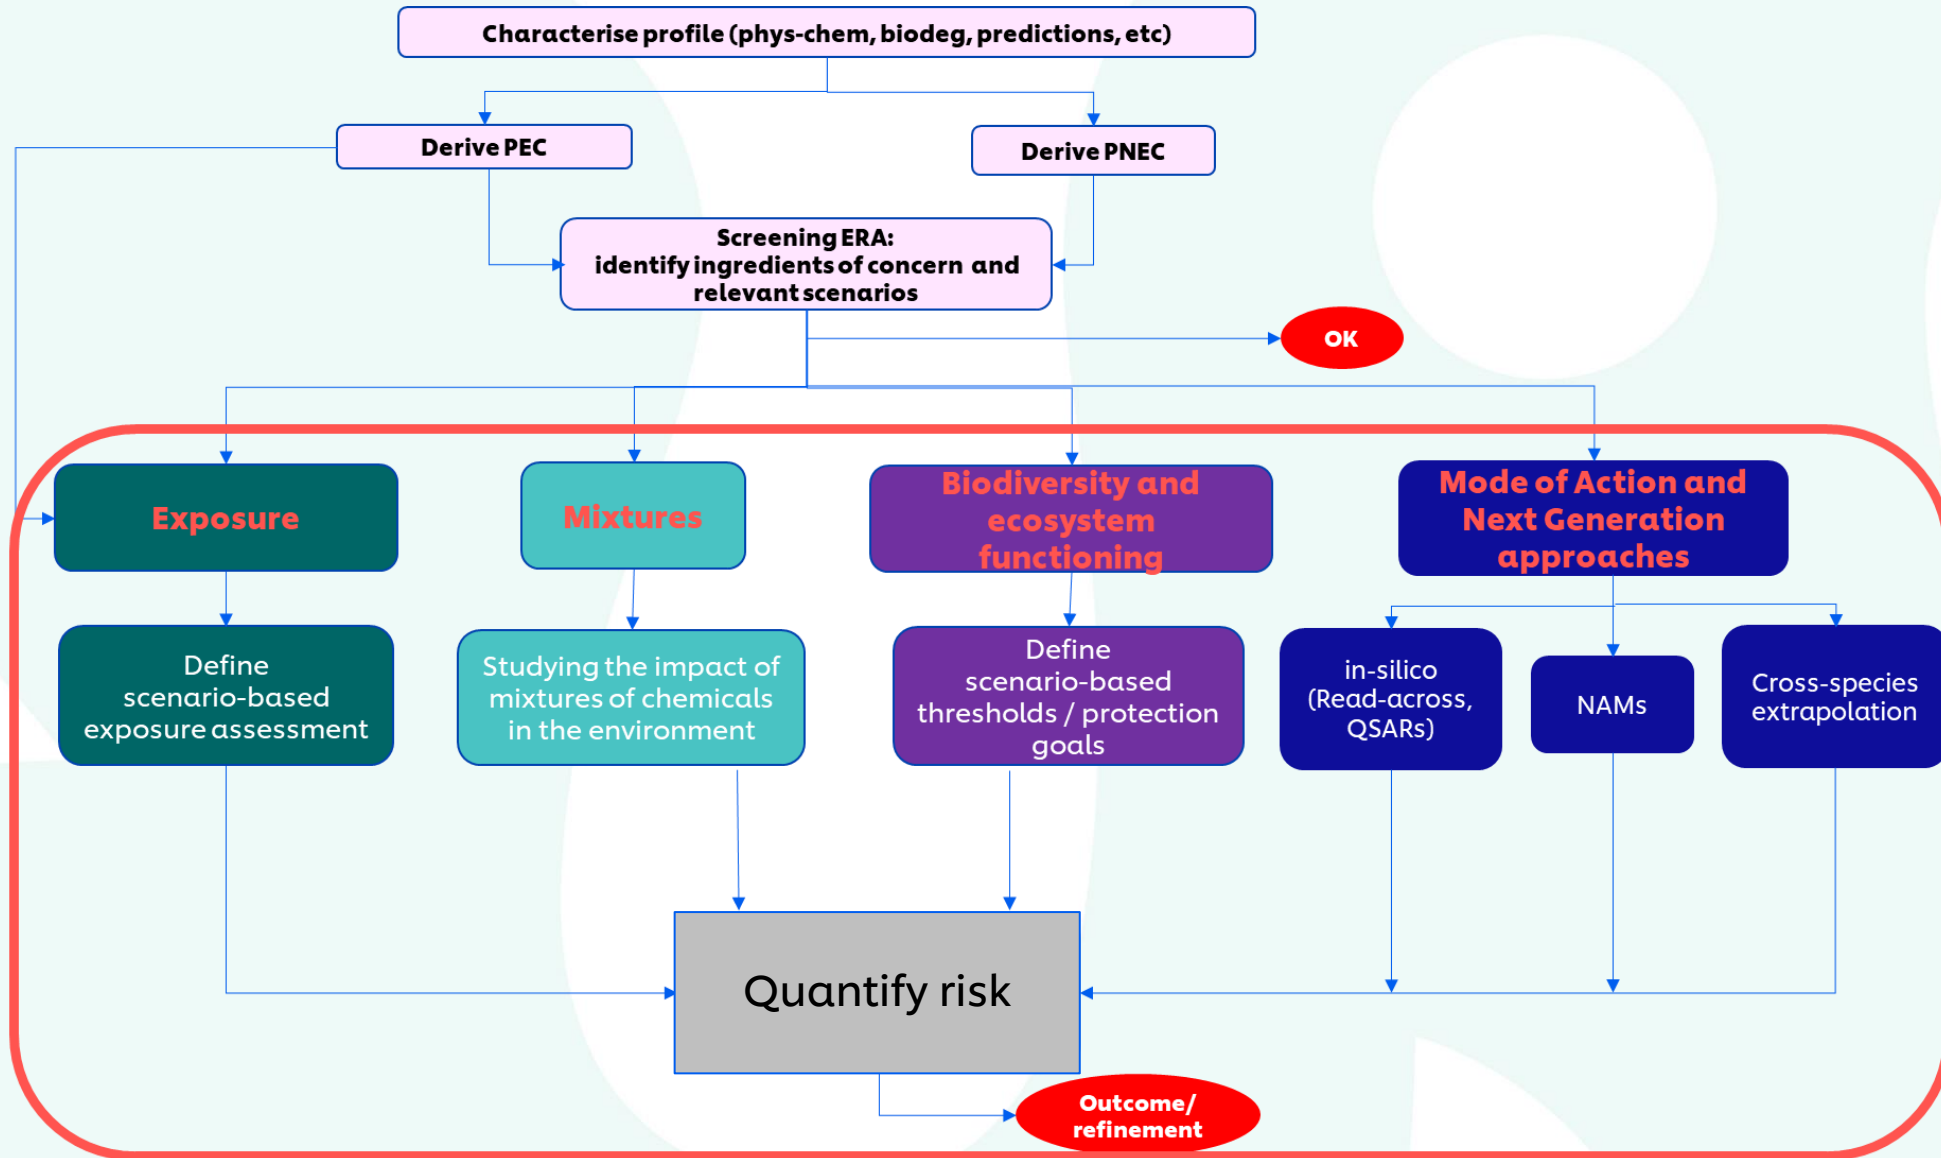 Characterise profile (phys-chem, biodeg, predictions, etc)
Derive PEC
Derive PNEC
Screening ERA:
identify ingredients of concern and
relevant scenarios
OK
Exposure
Mixtures
Biodiversity and
ecosystem
functioning
Mode of Action and
Next Generation
approaches
Define
scenario-based
exposure assessment
Studying the impact of
mixtures of chemicals
in the environment
Define
scenario-based
thresholds / protection
goals
in-silico
(Read-across,
QSARs)
NAMs
Cross-species
extrapolation
Quantify risk
Outcome/
refinement